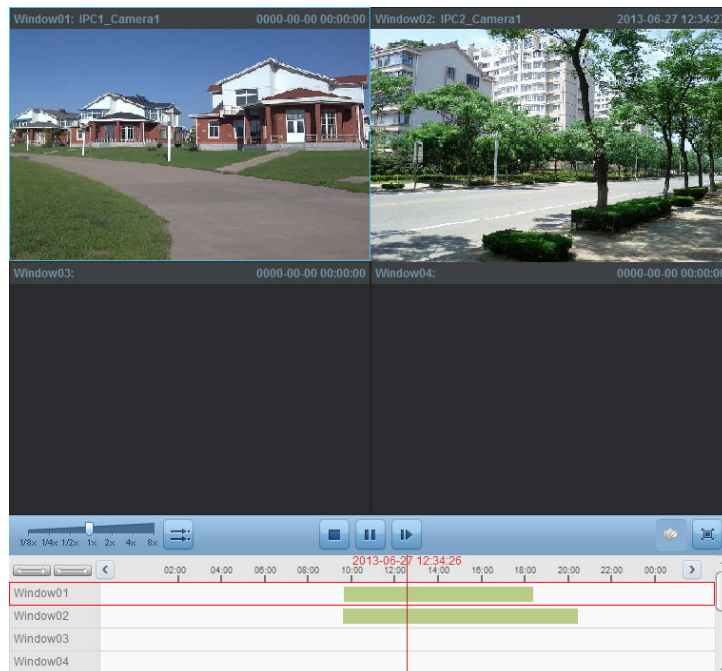 Window01: IPC1_Camera1 0000-00-00 00:00:00
Window02: IPC2_Camera1 2013-06-27 12:34:27
Window03: 0000-00-00 00:00:00
Window04: 0000-00-00 00:00:00
1/8x 1/4x 1/2x 1x 2x 4x 8x
2013-06-27 12:34:26
02:00 04:00 06:00 08:00 10:00 12:00 14:00 16:00 18:00 20:00 22:00 00:00
Window01
Window02
Window03
Window04